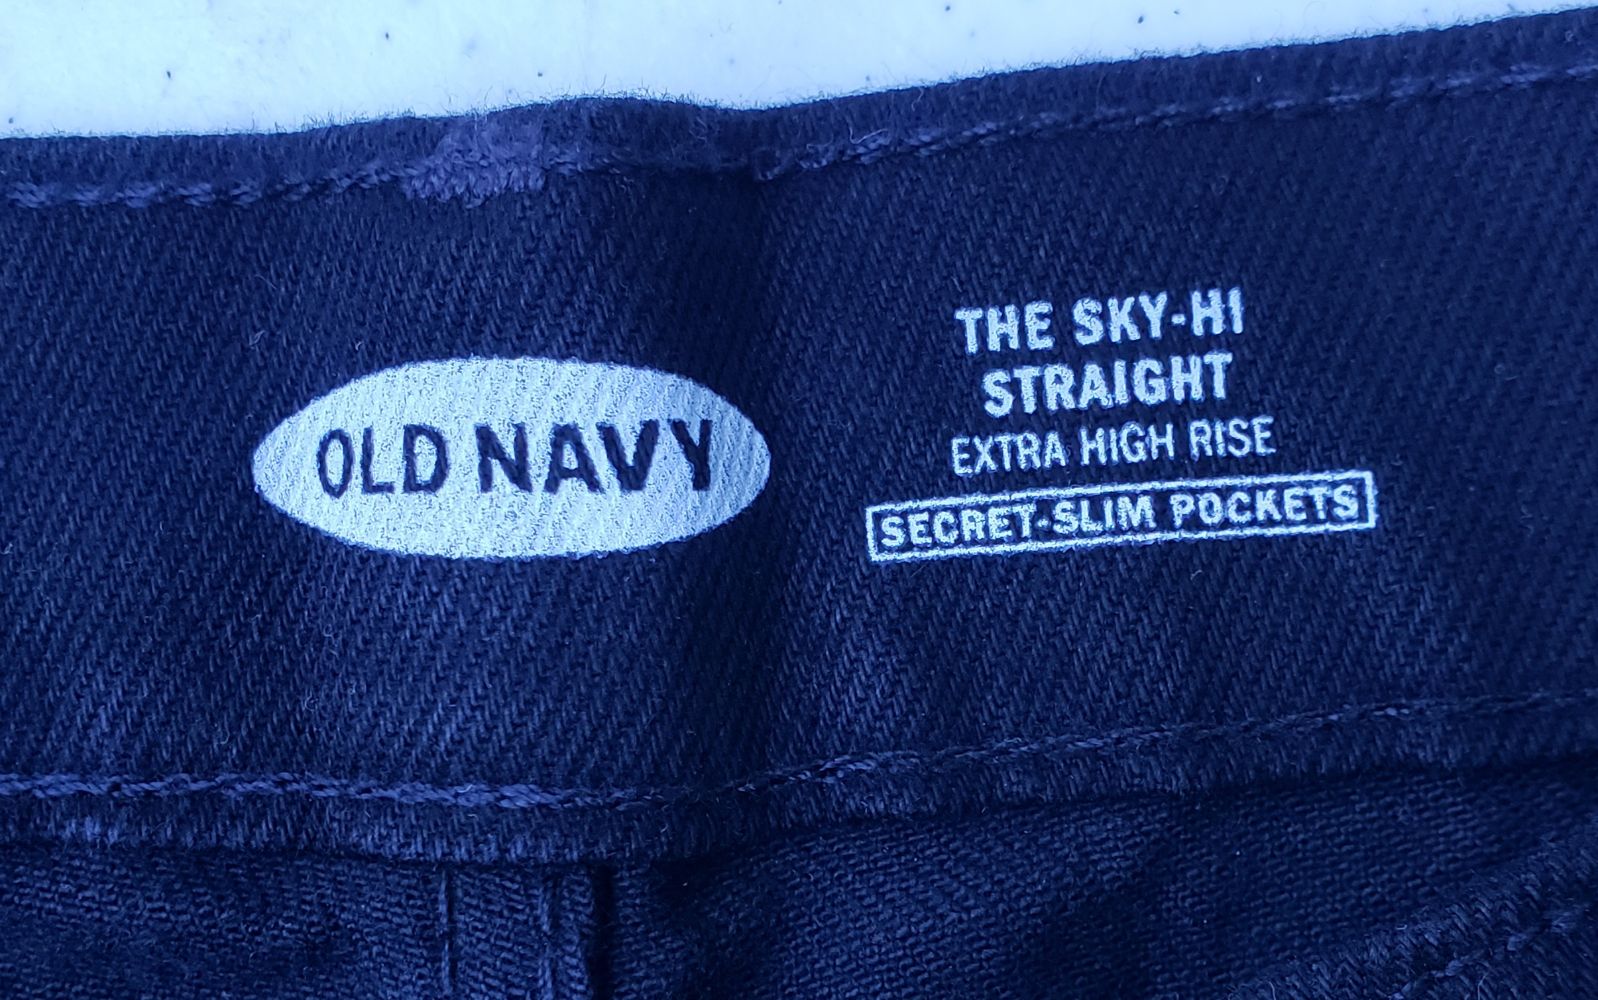 OLD NAVY
THE SKY-HI
STRAIGHT
EXTRA HIGH RISE
SECRET-SLIM POCKETS